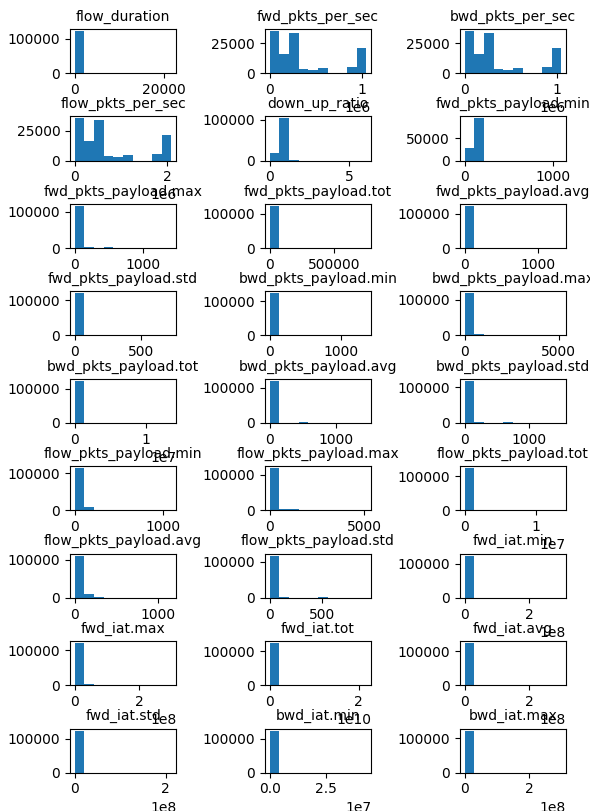 flow_duration fwd_pkts_per_sec bwd_pkts_per_sec
100000 25000 25000
0 0 0
0 20000 0 1 0 1
flow_pkts_per_sec down_up_ratio 1e6 fwd_pkts_payload.min 1e6
25000 100000 50000
0 0 0
0 2 0 5 0 1000
1e6
fwd_pkts_payload.max fwd_pkts_payload.tot fwd_pkts_payload.avg
100000 100000 100000
0 0 0
0 1000 0 500000 0 1000
fwd_pkts_payload.std bwd_pkts_payload.min bwd_pkts_payload.max
100000 100000 100000
0 0 0
0 500 0 1000 0 5000
bwd_pkts_payload.tot bwd_pkts_payload.avg bwd_pkts_payload.std
100000 100000 100000
0 0 0
0 1 0 1000 0 1000
flow_pkts_payload.min 1e7 flow_pkts_payload.max flow_pkts_payload.tot
100000 100000 100000
0 0 0
0 1000 0 5000 0 1
flow_pkts_payload.avg flow_pkts_payload.std fwd_iat.min 1e7
100000 100000 100000
0 0 0
0 1000 0 500 0 2
fwd_iat.max fwd_iat.tot fwd_iat.avg 1e8
100000 100000 100000
0 0 0
0 2 0 1 2 0 2
fwd_iat.std 1e8 bwd_iat.min 1e10 bwd_iat.max 1e8
100000 100000 100000
0 0 0
0 1 2 0.0 2.5 0 2
1e8 1e7 1e8